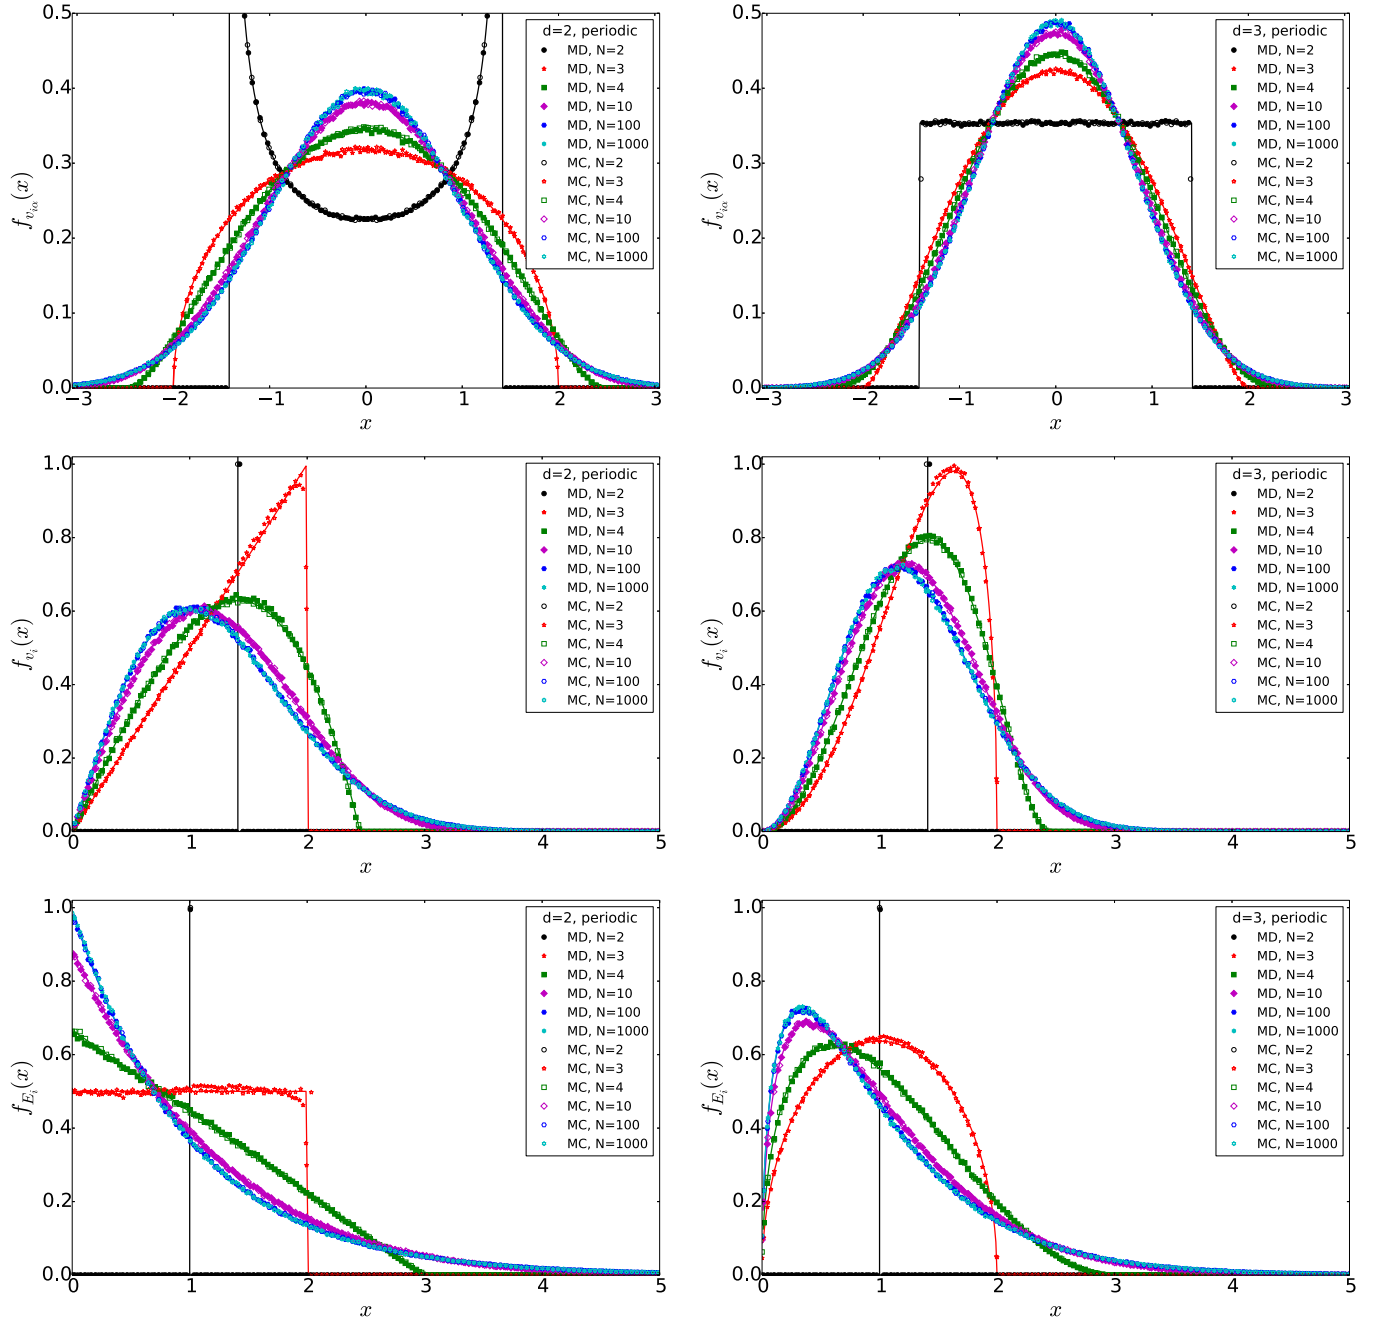 0.5
0.4
0.3
0.2
0.1
0.0
f_{v_{iα}}(x)
−3
−2
−1
0
1
2
3
x
d=2, periodic
MD, N=2
MD, N=3
MD, N=4
MD, N=10
MD, N=100
MD, N=1000
MC, N=2
MC, N=3
MC, N=4
MC, N=10
MC, N=100
MC, N=1000
0.5
0.4
0.3
0.2
0.1
0.0
f_{v_{iα}}(x)
−3
−2
−1
0
1
2
3
x
d=3, periodic
MD, N=2
MD, N=3
MD, N=4
MD, N=10
MD, N=100
MD, N=1000
MC, N=2
MC, N=3
MC, N=4
MC, N=10
MC, N=100
MC, N=1000
1.0
0.8
0.6
0.4
0.2
0.0
f_{v_i}(x)
0
1
2
3
4
5
x
d=2, periodic
MD, N=2
MD, N=3
MD, N=4
MD, N=10
MD, N=100
MD, N=1000
MC, N=2
MC, N=3
MC, N=4
MC, N=10
MC, N=100
MC, N=1000
1.0
0.8
0.6
0.4
0.2
0.0
f_{v_i}(x)
0
1
2
3
4
5
x
d=3, periodic
MD, N=2
MD, N=3
MD, N=4
MD, N=10
MD, N=100
MD, N=1000
MC, N=2
MC, N=3
MC, N=4
MC, N=10
MC, N=100
MC, N=1000
1.0
0.8
0.6
0.4
0.2
0.0
f_{E_i}(x)
0
1
2
3
4
5
x
d=2, periodic
MD, N=2
MD, N=3
MD, N=4
MD, N=10
MD, N=100
MD, N=1000
MC, N=2
MC, N=3
MC, N=4
MC, N=10
MC, N=100
MC, N=1000
1.0
0.8
0.6
0.4
0.2
0.0
f_{E_i}(x)
0
1
2
3
4
5
x
d=3, periodic
MD, N=2
MD, N=3
MD, N=4
MD, N=10
MD, N=100
MD, N=1000
MC, N=2
MC, N=3
MC, N=4
MC, N=10
MC, N=100
MC, N=1000